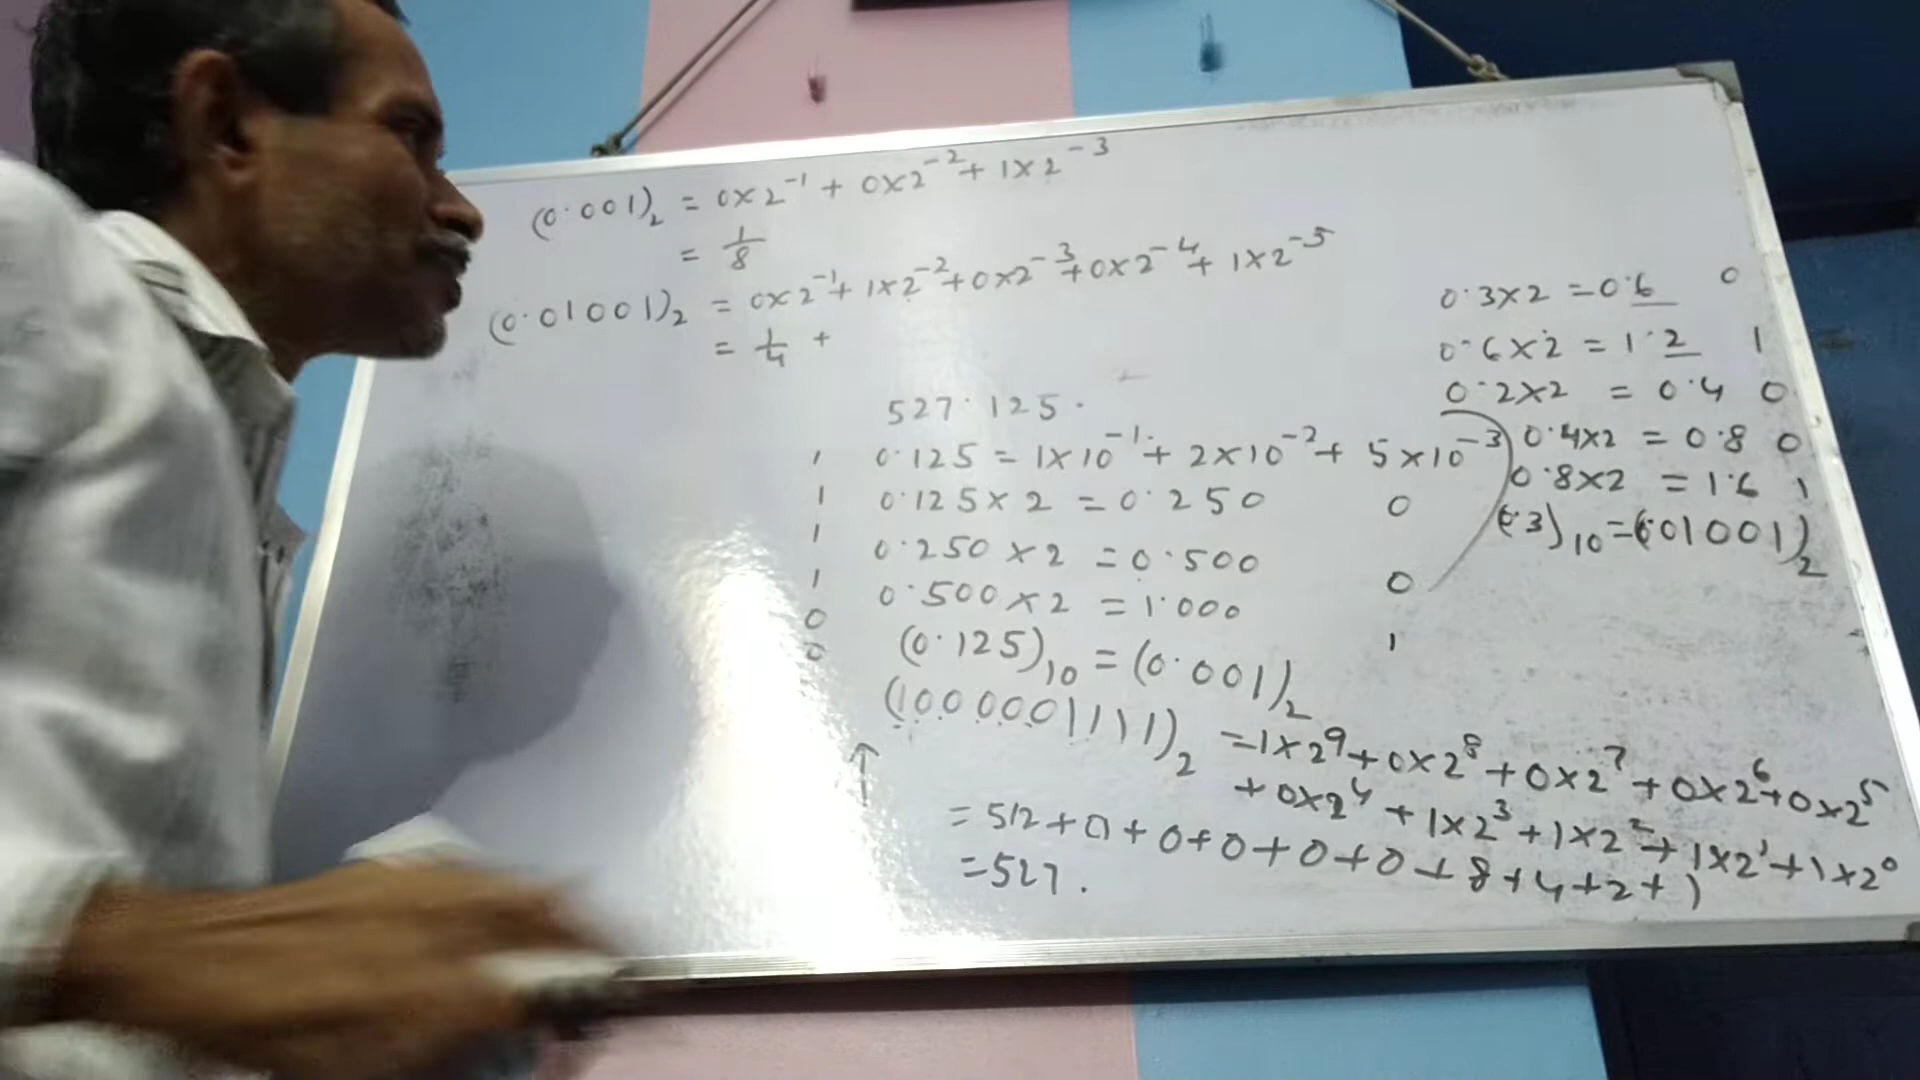 (0.001)₂ = 0×2⁻¹ + 0×2⁻² + 1×2⁻³
= 1/8
(0.01001)₂ = 0×2⁻¹ + 1×2⁻² + 0×2⁻³ + 0×2⁻⁴ + 1×2⁻⁵
= 1/4 +
527.125.
1 0.125 = 1×10⁻¹ + 2×10⁻² + 5×10⁻³
1 0.125×2 = 0.250 0
1 0.250×2 = 0.500 0
1 0.500×2 = 1.000 1
0
0 (0.125)₁₀ = (0.001)₂
(1000001111)₂ = 1×2⁹ + 0×2⁸ + 0×2⁷ + 0×2⁶ + 0×2⁵
+ 0×2⁴ + 1×2³ + 1×2² + 1×2¹ + 1×2⁰
↑ = 512 + 0 + 0 + 0 + 0 + 0 + 8 + 4 + 2 + 1
= 527.
0.3×2 = 0.6 0
0.6×2 = 1.2 1
0.2×2 = 0.4 0
0.4×2 = 0.8 0
0.8×2 = 1.6 1
(0.3)₁₀ = (0.01001)₂